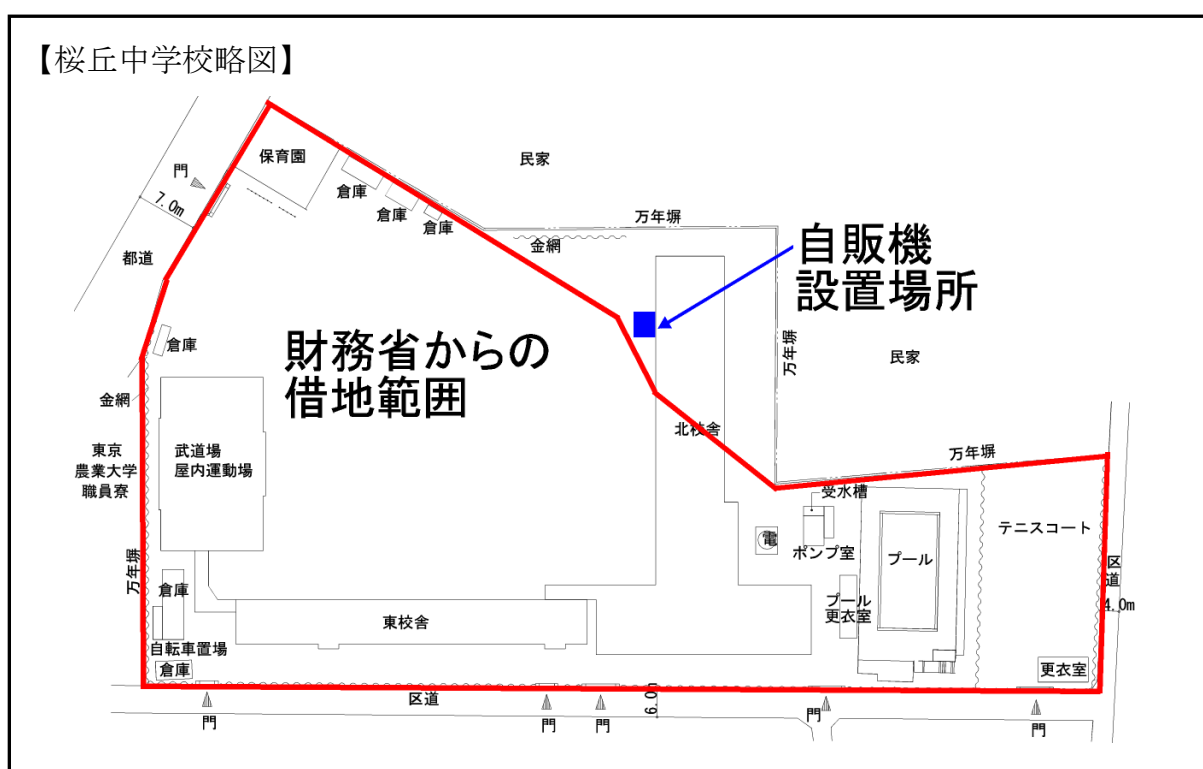 【桜丘中学校略図】
保育園
民家
門
倉庫
7.0m
倉庫
倉庫
万年塀
金網
自販機
設置場所
都道
財務省からの
借地範囲
倉庫
万年塀
民家
金網
北校舎
東京
農業大学
職員寮
武道場
屋内運動場
万年塀
受水槽
テニスコート
電
ポンプ室
プール
万年塀
区道
4.0m
倉庫
プール
更衣室
東校舎
自転車置場
倉庫
更衣室
区道
6.0m
門
門
門
門
門